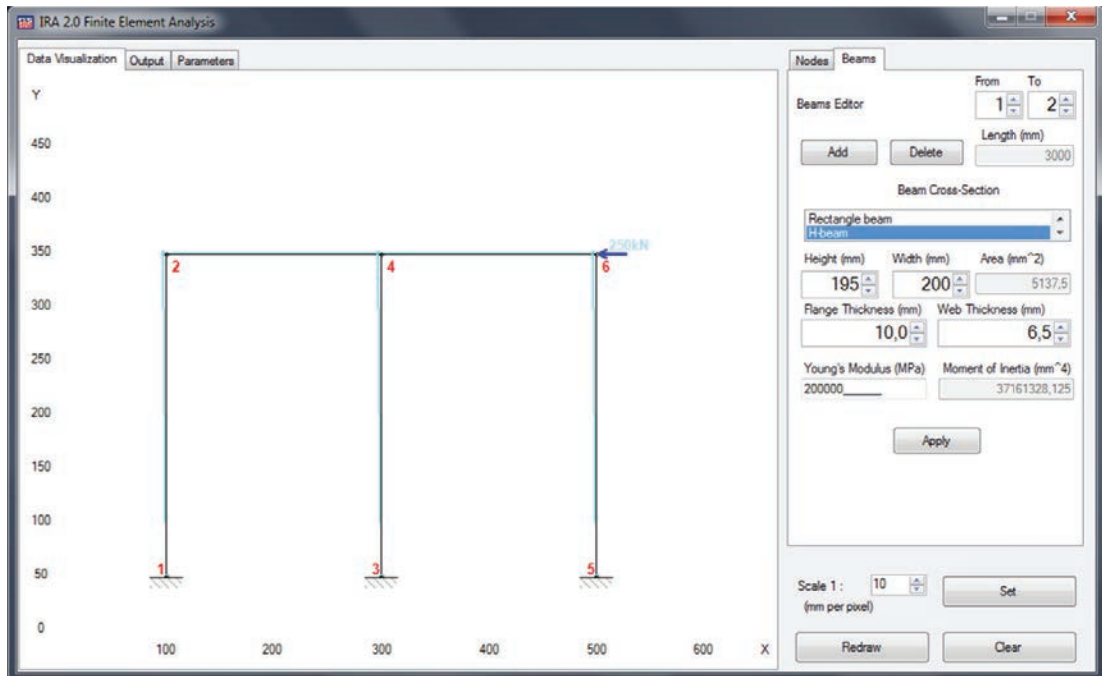 IRA 2.0 Finite Element Analysis
Data Visualization Output Parameters
Y
450
400
350
300
250
200
150
100
50
0
100 200 300 400 500 600 X
250kN
2 4 6
1 3 5
Nodes Beams
From To
Beams Editor 1 2
Length (mm)
Add Delete 3000
Beam Cross-Section
Rectangle beam
H-beam
Height (mm) Width (mm) Area (mm^2)
195 200 5137,5
Flange Thickness (mm) Web Thickness (mm)
10,0 6,5
Young's Modulus (MPa) Moment of Inertia (mm^4)
200000______ 37161328,125
Apply
Scale 1 : 10 Set
(mm per pixel)
Redraw Clear